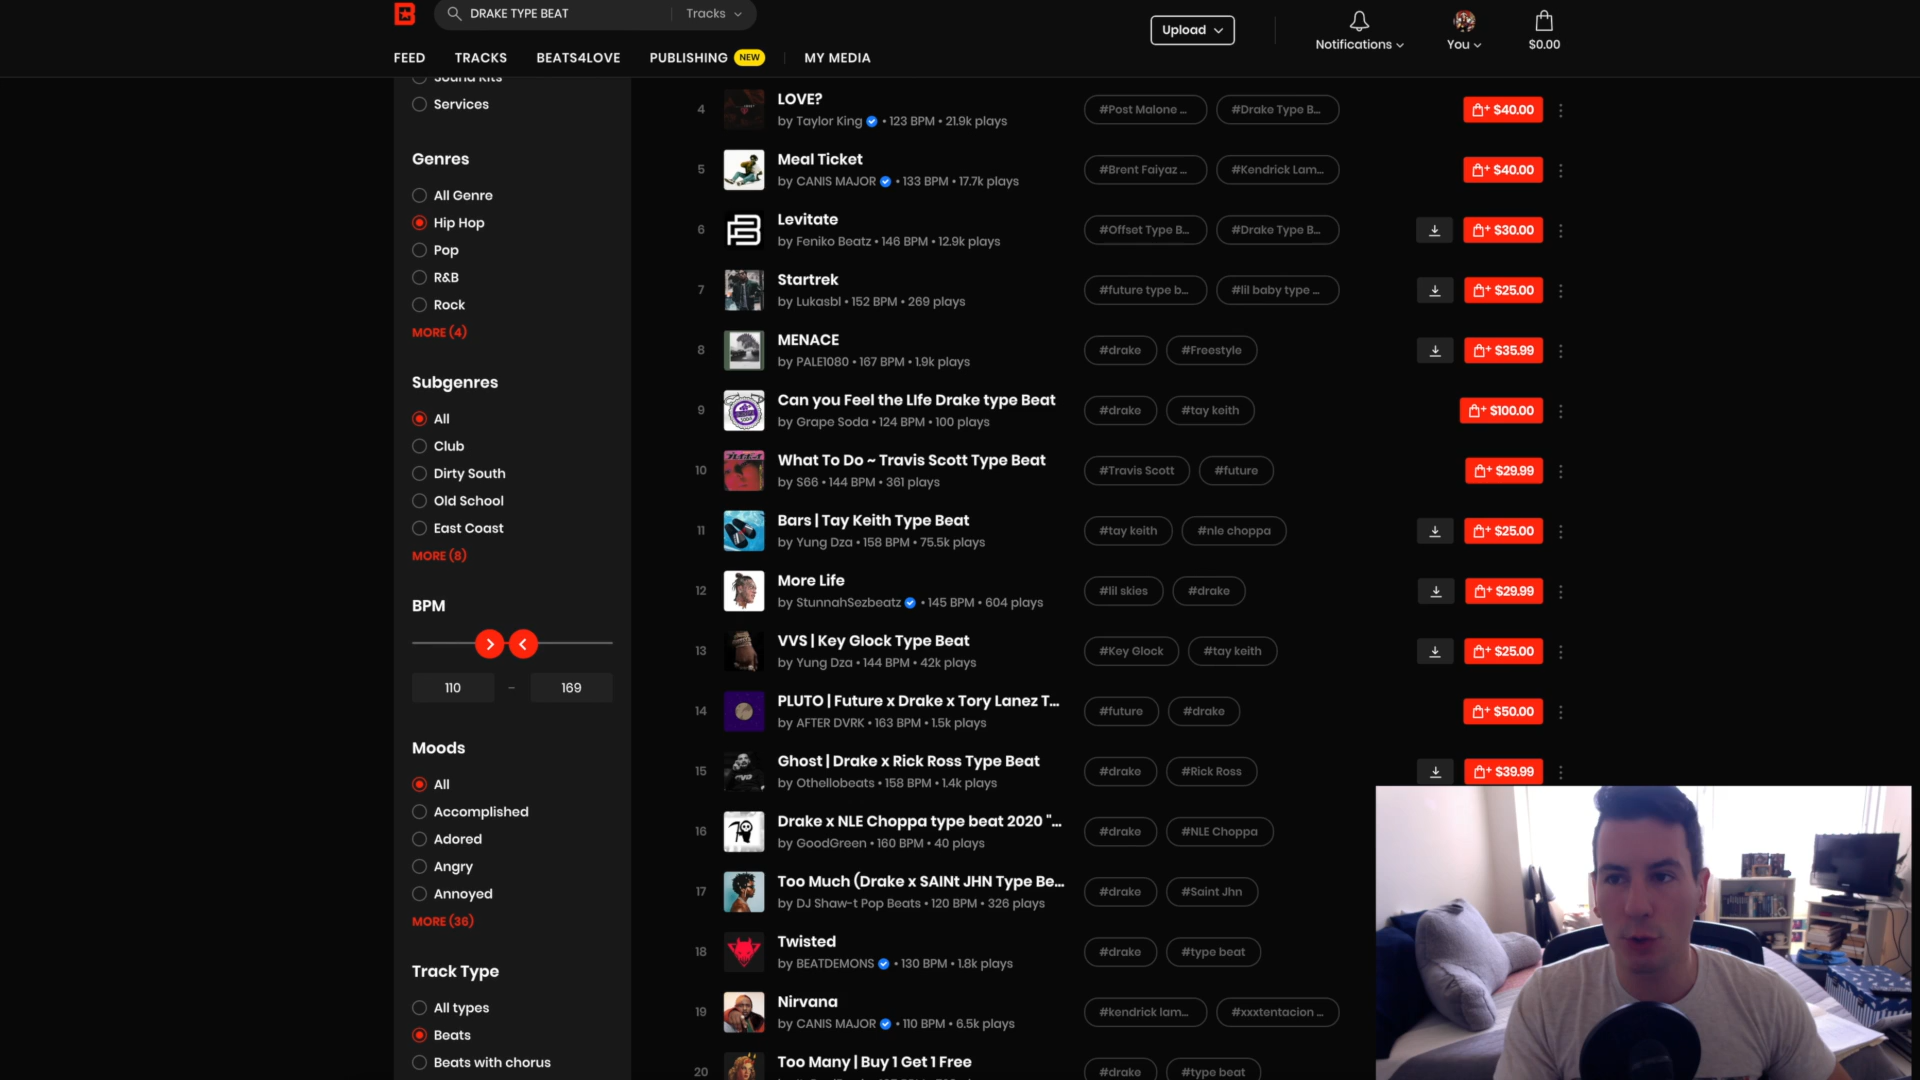 DRAKE TYPE BEAT
Tracks
Upload
Notifications
You
$0.00
FEED
TRACKS
BEATS4LOVE
PUBLISHING NEW
MY MEDIA
Sound Kits
Services
Genres
All Genre
Hip Hop
Pop
R&B
Rock
MORE (4)
Subgenres
All
Club
Dirty South
Old School
East Coast
MORE (8)
BPM
110 – 169
Moods
All
Accomplished
Adored
Angry
Annoyed
MORE (36)
Track Type
All types
Beats
Beats with chorus
4 LOVE? #Post Malone ... #Drake Type B... $40.00
by Taylor King • 123 BPM • 21.9k plays
5 Meal Ticket #Brent Faiyaz ... #Kendrick Lam... $40.00
by CANIS MAJOR • 133 BPM • 17.7k plays
6 Levitate #Offset Type B... #Drake Type B... $30.00
by Feniko Beatz • 146 BPM • 12.9k plays
7 Startrek #future type b... #lil baby type ... $25.00
by Lukasbl • 152 BPM • 269 plays
8 MENACE #drake #Freestyle $35.99
by PALE1080 • 167 BPM • 1.9k plays
9 Can you Feel the LIfe Drake type Beat #drake #tay keith $100.00
by Grape Soda • 124 BPM • 100 plays
10 What To Do ~ Travis Scott Type Beat #Travis Scott #future $29.99
by S66 • 144 BPM • 361 plays
11 Bars | Tay Keith Type Beat #tay keith #nle choppa $25.00
by Yung Dza • 158 BPM • 75.5k plays
12 More Life #lil skies #drake $29.99
by StunnahSezbeatz • 145 BPM • 604 plays
13 VVS | Key Glock Type Beat #Key Glock #tay keith $25.00
by Yung Dza • 144 BPM • 42k plays
14 PLUTO | Future x Drake x Tory Lanez T... #future #drake $50.00
by AFTER DVRK • 163 BPM • 1.5k plays
15 Ghost | Drake x Rick Ross Type Beat #drake #Rick Ross $39.99
by Othellobeats • 158 BPM • 1.4k plays
16 Drake x NLE Choppa type beat 2020 "... #drake #NLE Choppa
by GoodGreen • 160 BPM • 40 plays
17 Too Much (Drake x SAINt JHN Type Be... #drake #Saint Jhn
by DJ Shaw-t Pop Beats • 120 BPM • 326 plays
18 Twisted #drake #type beat
by BEATDEMONS • 130 BPM • 1.8k plays
19 Nirvana #kendrick lam... #xxxtentacion ...
by CANIS MAJOR • 110 BPM • 6.5k plays
20 Too Many | Buy 1 Get 1 Free #drake #type beat